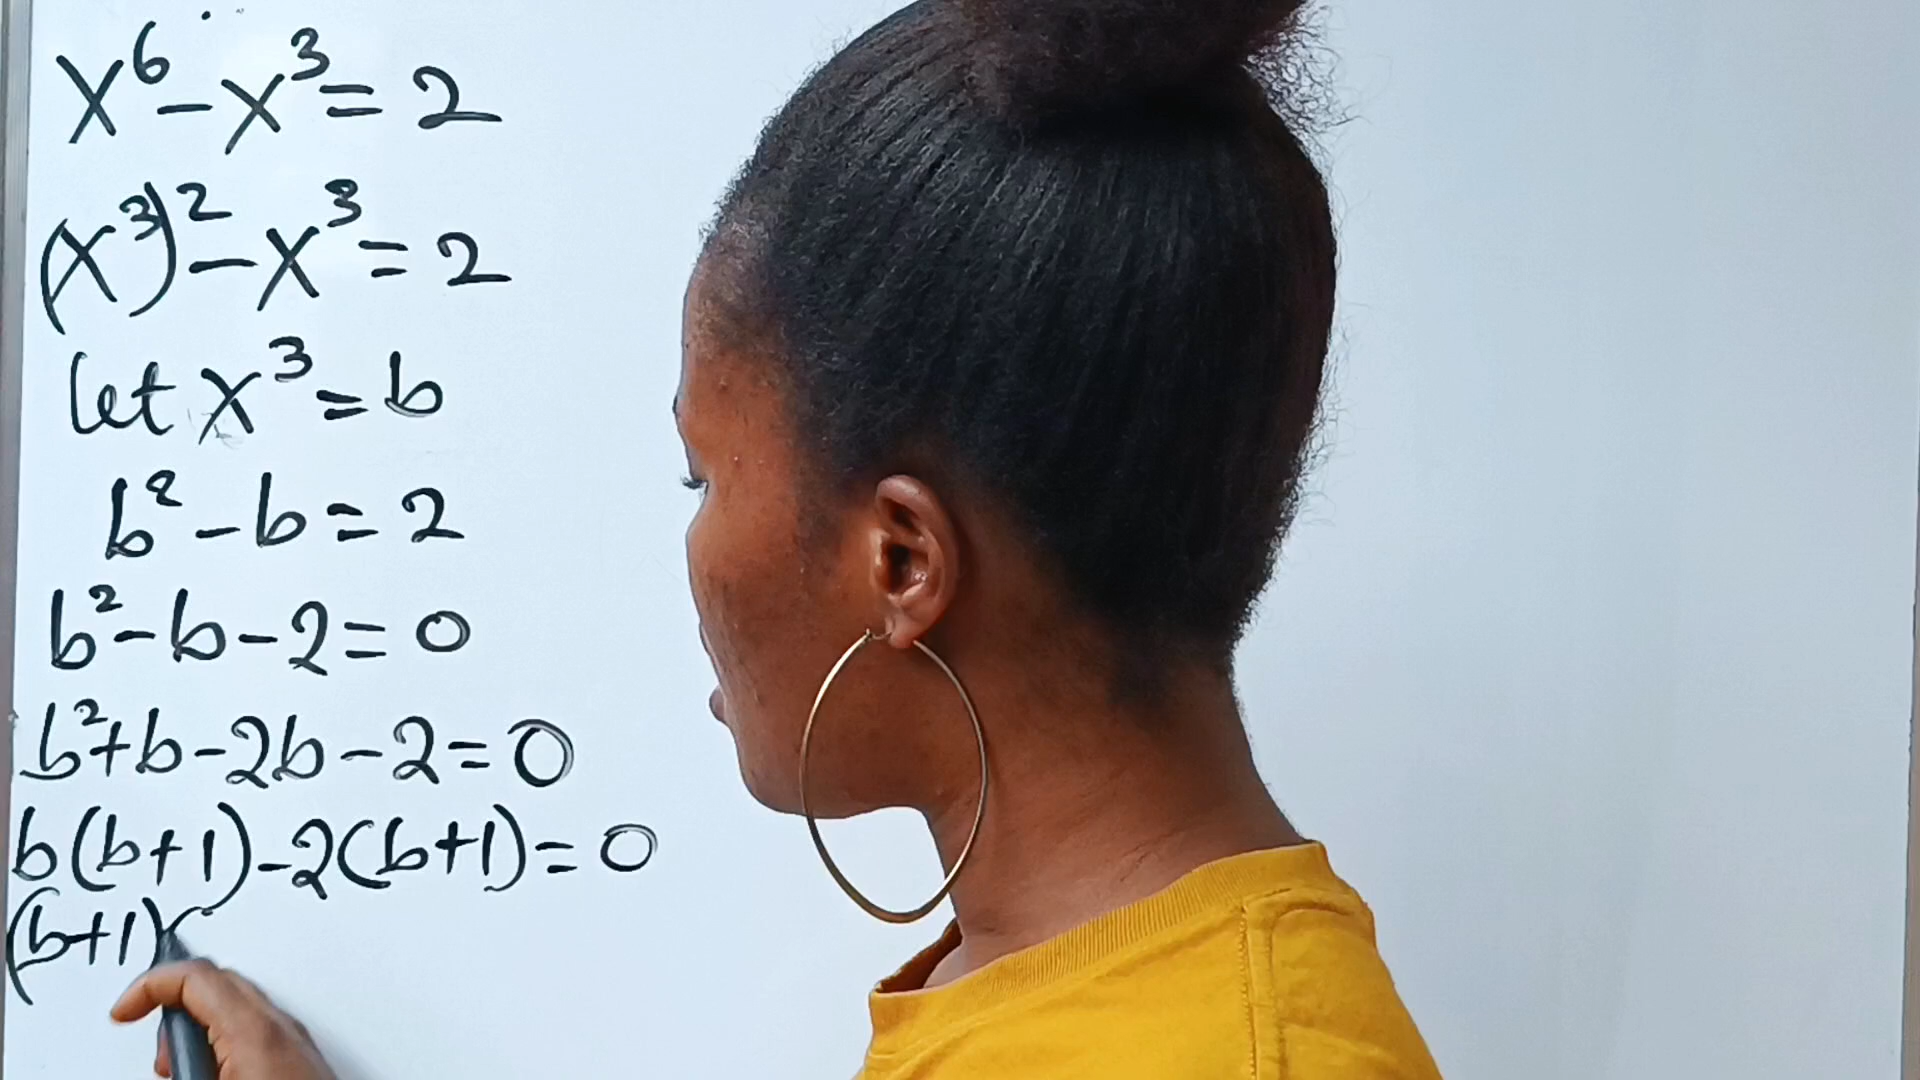 x⁶-x³=2
(x³)²-x³=2
let x³=b
b²-b=2
b²-b-2=0
b²+b-2b-2=0
b(b+1)-2(b+1)=0
(b+1)(